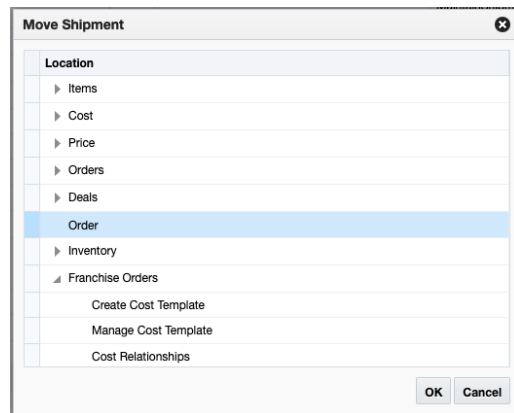 Move Shipment
Location
Items
Cost
Price
Orders
Deals
Order
Inventory
Franchise Orders
Create Cost Template
Manage Cost Template
Cost Relationships
OK Cancel